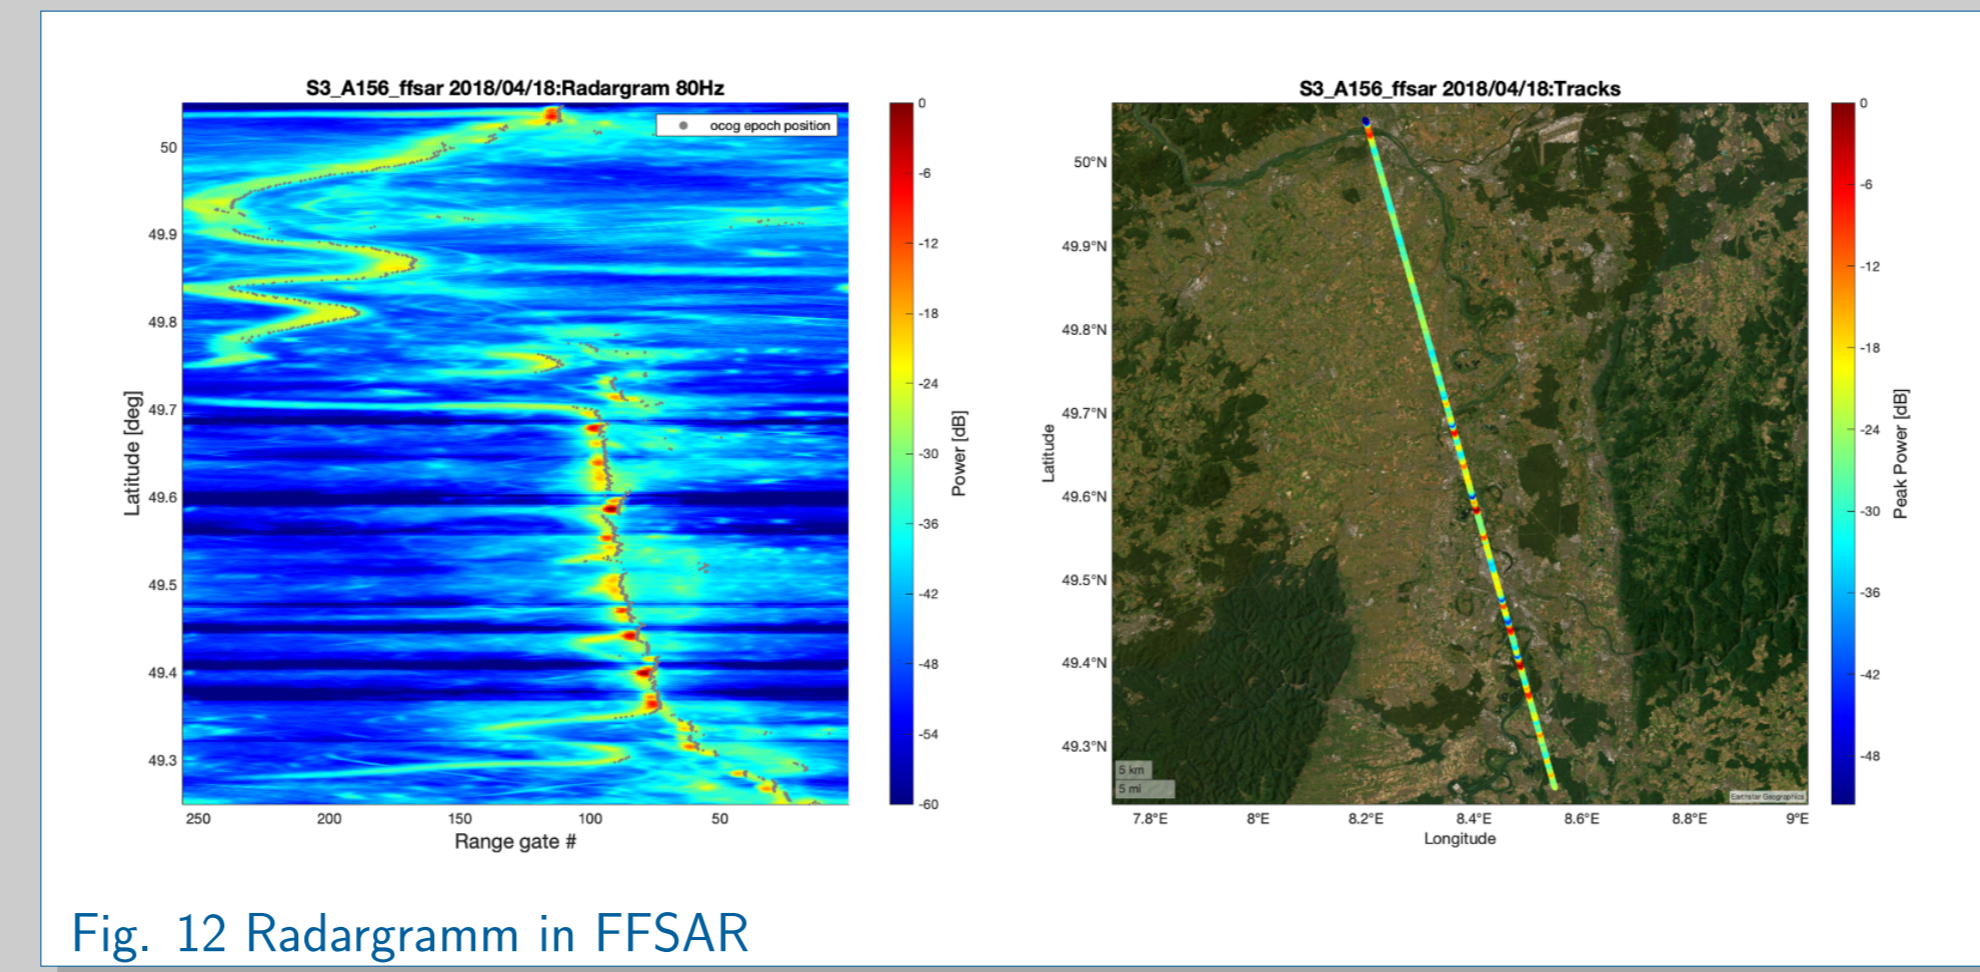 S3_A156_ffsar 2018/04/18:Radargram 80Hz
ocog epoch position
50
49.9
49.8
49.7
49.6
49.5
49.4
49.3
Latitude [deg]
250 200 150 100 50
Range gate #
0
-6
-12
-18
-24
-30
-36
-42
-48
-54
-60
Power [dB]
S3_A156_ffsar 2018/04/18:Tracks
50°N
49.9°N
49.8°N
49.7°N
49.6°N
49.5°N
49.4°N
49.3°N
Latitude
5 km
5 mi
Earthstar Geographics
7.8°E 8°E 8.2°E 8.4°E 8.6°E 8.8°E 9°E
Longitude
0
-6
-12
-18
-24
-30
-36
-42
-48
Peak Power [dB]
Fig. 12 Radargramm in FFSAR